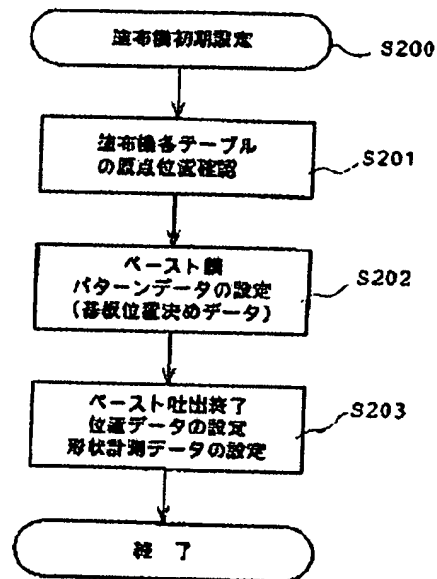 塗布機初期設定
S200
塗布機各テーブル
の原点位置確認
S201
ペースト膜
パターンデータの設定
(基板位置決めデータ)
S202
ペースト吐出終了
位置データの設定
形状計測データの設定
S203
終 了